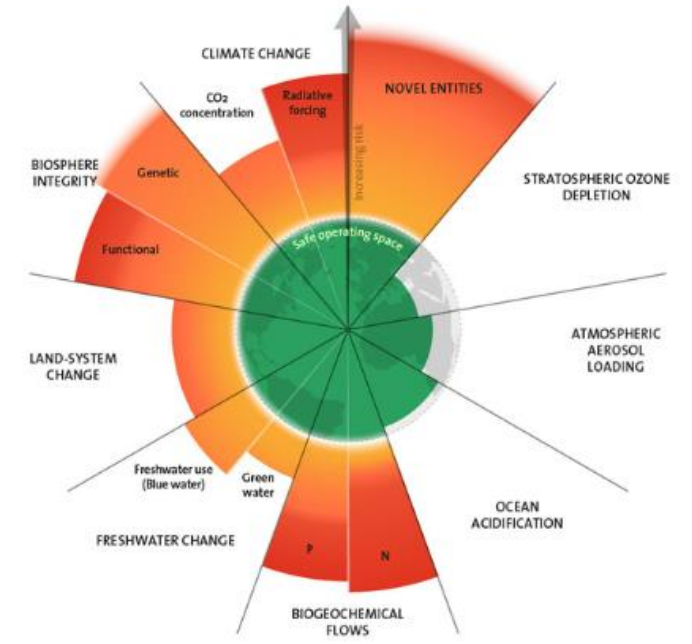 CLIMATE CHANGE
CO2
concentration
Radiative
forcing
NOVEL ENTITIES
Increasing risk
BIOSPHERE
INTEGRITY
Genetic
STRATOSPHERIC OZONE
DEPLETION
Functional
Safe operating space
LAND-SYSTEM
CHANGE
ATMOSPHERIC
AEROSOL
LOADING
Freshwater use
(Blue water)
Green
water
OCEAN
ACIDIFICATION
FRESHWATER CHANGE
P
N
BIOGEOCHEMICAL
FLOWS